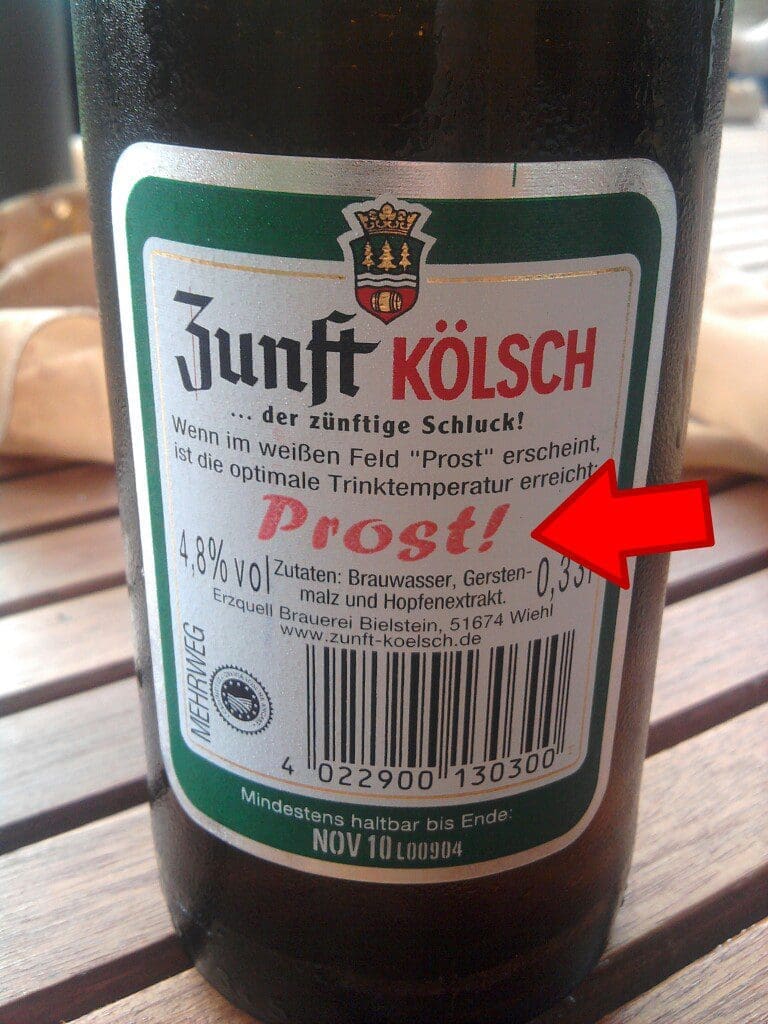 Zunft KÖLSCH
... der zünftige Schluck!
Wenn im weißen Feld "Prost" erscheint,
ist die optimale Trinktemperatur erreicht:
Prost!
4,8% vol
Zutaten: Brauwasser, Gersten-
malz und Hopfenextrakt.
0,33l
Erzquell Brauerei Bielstein, 51674 Wiehl
www.zunft-koelsch.de
MEHRWEG
4 022900 130300
Mindestens haltbar bis Ende:
NOV 10 L00904